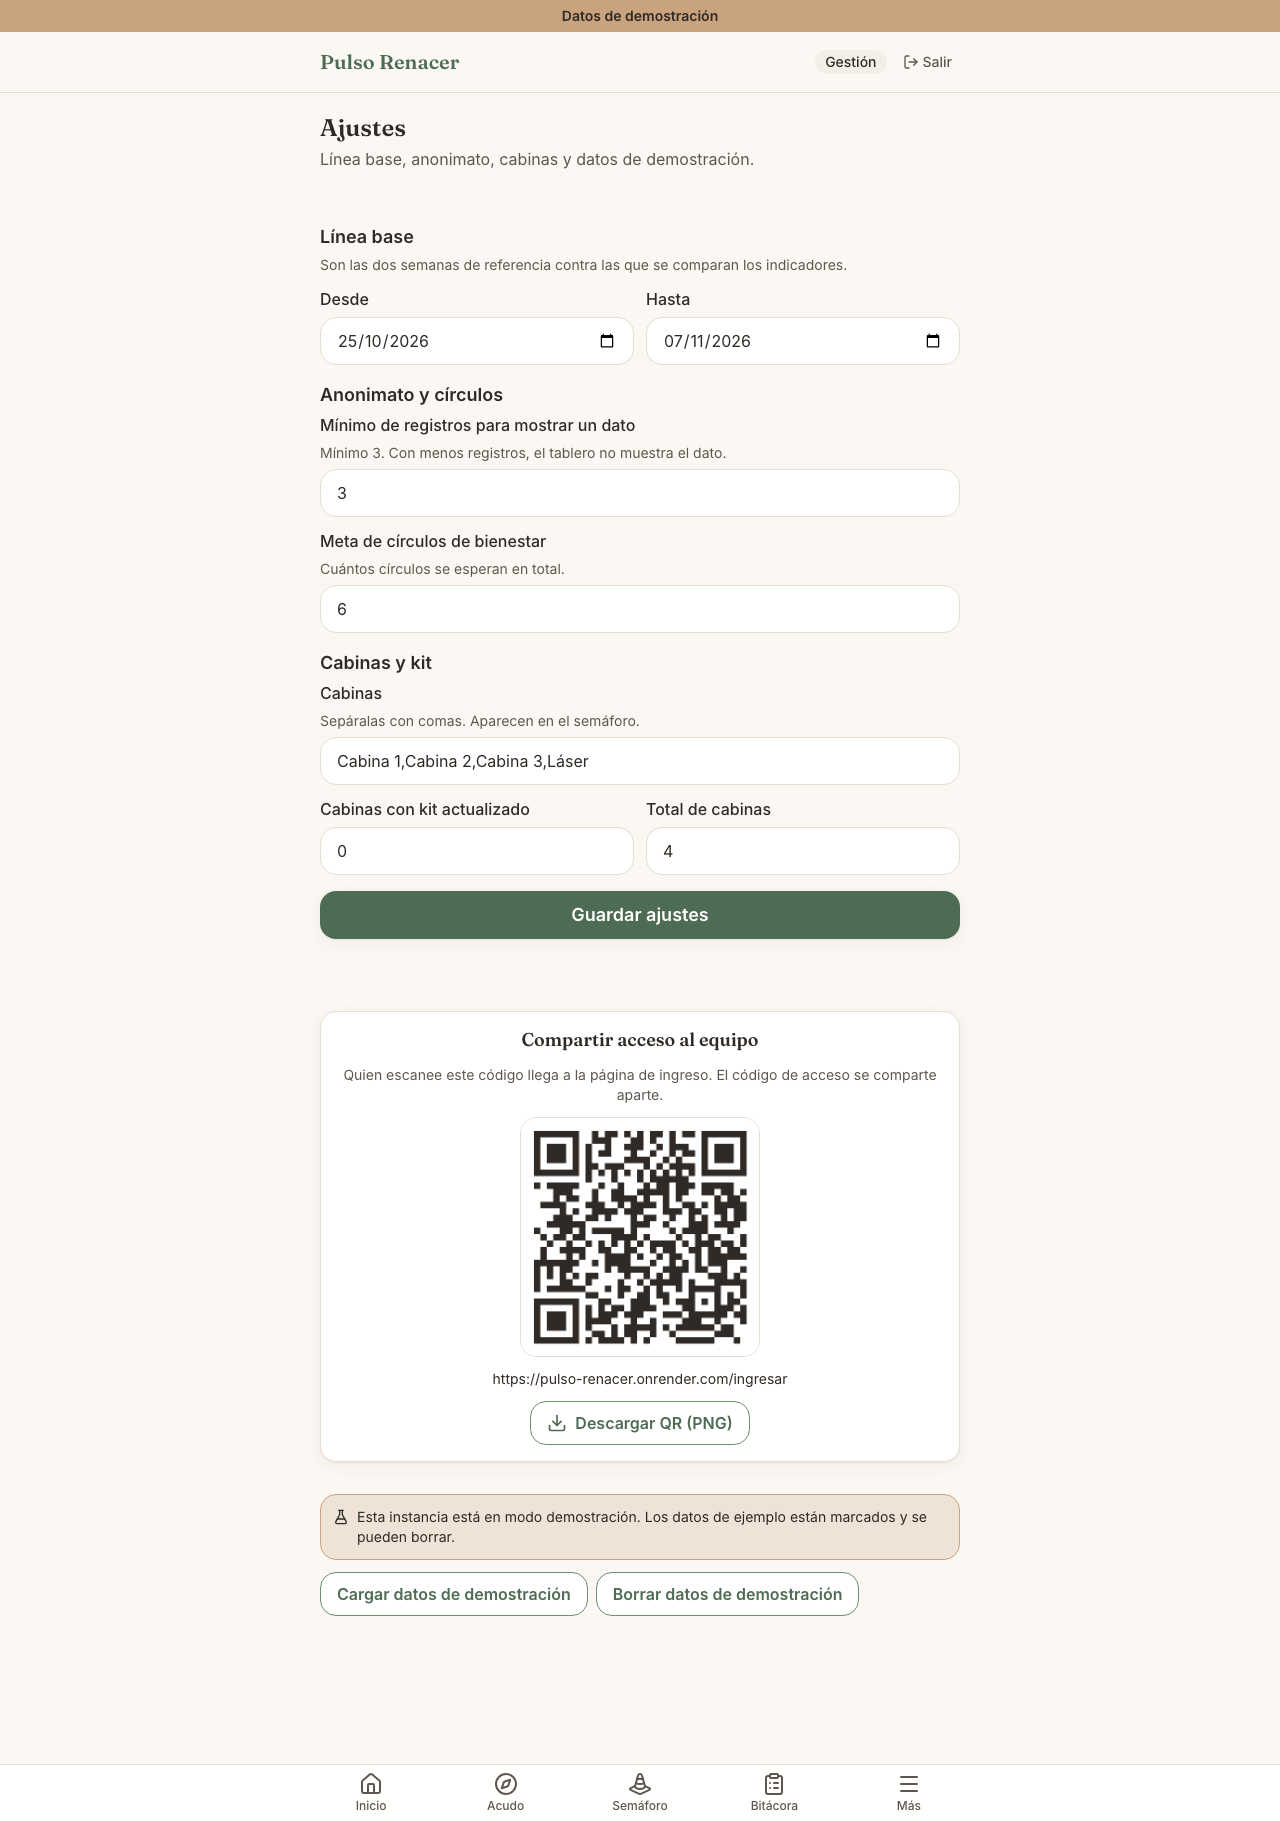 Datos de demostración
Pulso Renacer
Gestión
Salir
Ajustes
Línea base, anonimato, cabinas y datos de demostración.
Línea base
Son las dos semanas de referencia contra las que se comparan los indicadores.
Desde
Hasta
25/10/2026
07/11/2026
Anonimato y círculos
Mínimo de registros para mostrar un dato
Mínimo 3. Con menos registros, el tablero no muestra el dato.
3
Meta de círculos de bienestar
Cuántos círculos se esperan en total.
6
Cabinas y kit
Cabinas
Sepáralas con comas. Aparecen en el semáforo.
Cabina 1,Cabina 2,Cabina 3,Láser
Cabinas con kit actualizado
Total de cabinas
0
4
Guardar ajustes
Compartir acceso al equipo
Quien escanee este código llega a la página de ingreso. El código de acceso se comparte
aparte.
https://pulso-renacer.onrender.com/ingresar
Descargar QR (PNG)
Esta instancia está en modo demostración. Los datos de ejemplo están marcados y se
pueden borrar.
Cargar datos de demostración
Borrar datos de demostración
Inicio
Acudo
Semáforo
Bitácora
Más